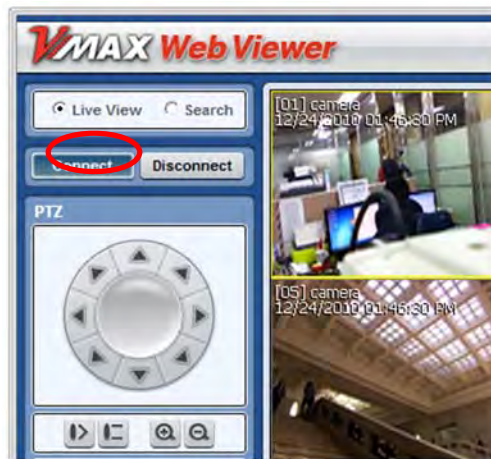 VMAX Web Viewer
Live View Search
Connect Disconnect
PTZ
[01] camera
12/24/2010 01:46:30 PM
[05] camera
12/24/2010 01:46:30 PM